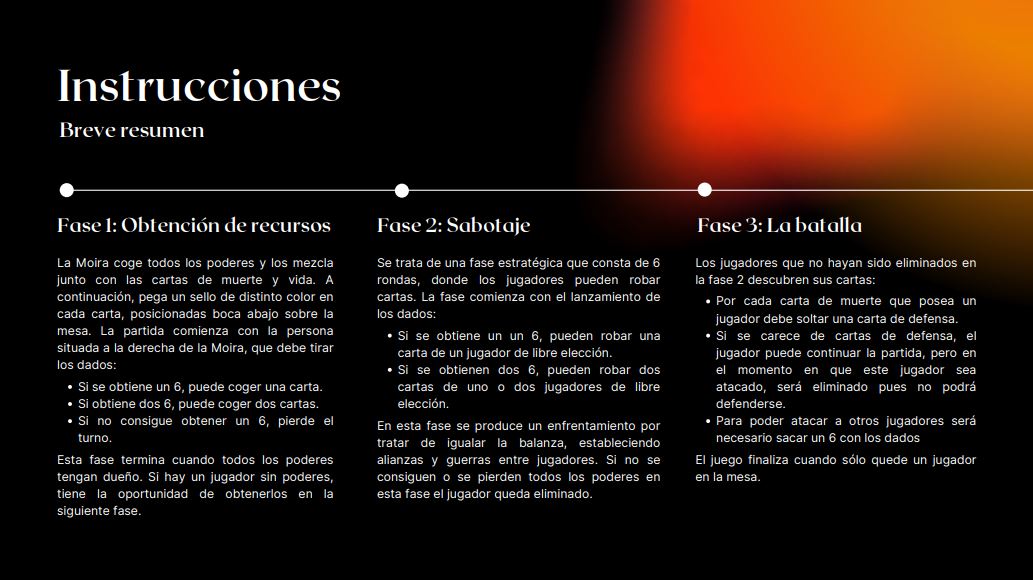 Instrucciones
Breve resumen
Fase 1: Obtención de recursos
La Moira coge todos los poderes y los mezcla
junto con las cartas de muerte y vida. A
continuación, pega un sello de distinto color en
cada carta, posicionadas boca abajo sobre la
mesa. La partida comienza con la persona
situada a la derecha de la Moira, que debe tirar
los dados:
• Si se obtiene un 6, puede coger una carta.
• Si obtiene dos 6, puede coger dos cartas.
• Si no consigue obtener un 6, pierde el
turno.
Esta fase termina cuando todos los poderes
tengan dueño. Si hay un jugador sin poderes,
tiene la oportunidad de obtenerlos en la
siguiente fase.
Fase 2: Sabotaje
Se trata de una fase estratégica que consta de 6
rondas, donde los jugadores pueden robar
cartas. La fase comienza con el lanzamiento de
los dados:
• Si se obtiene un un 6, pueden robar una
carta de un jugador de libre elección.
• Si se obtienen dos 6, pueden robar dos
cartas de uno o dos jugadores de libre
elección.
En esta fase se produce un enfrentamiento por
tratar de igualar la balanza, estableciendo
alianzas y guerras entre jugadores. Si no se
consiguen o se pierden todos los poderes en
esta fase el jugador queda eliminado.
Fase 3: La batalla
Los jugadores que no hayan sido eliminados en
la fase 2 descubren sus cartas:
• Por cada carta de muerte que posea un
jugador debe soltar una carta de defensa.
• Si se carece de cartas de defensa, el
jugador puede continuar la partida, pero en
el momento en que este jugador sea
atacado, será eliminado pues no podrá
defenderse.
• Para poder atacar a otros jugadores será
necesario sacar un 6 con los dados
El juego finaliza cuando sólo quede un jugador
en la mesa.